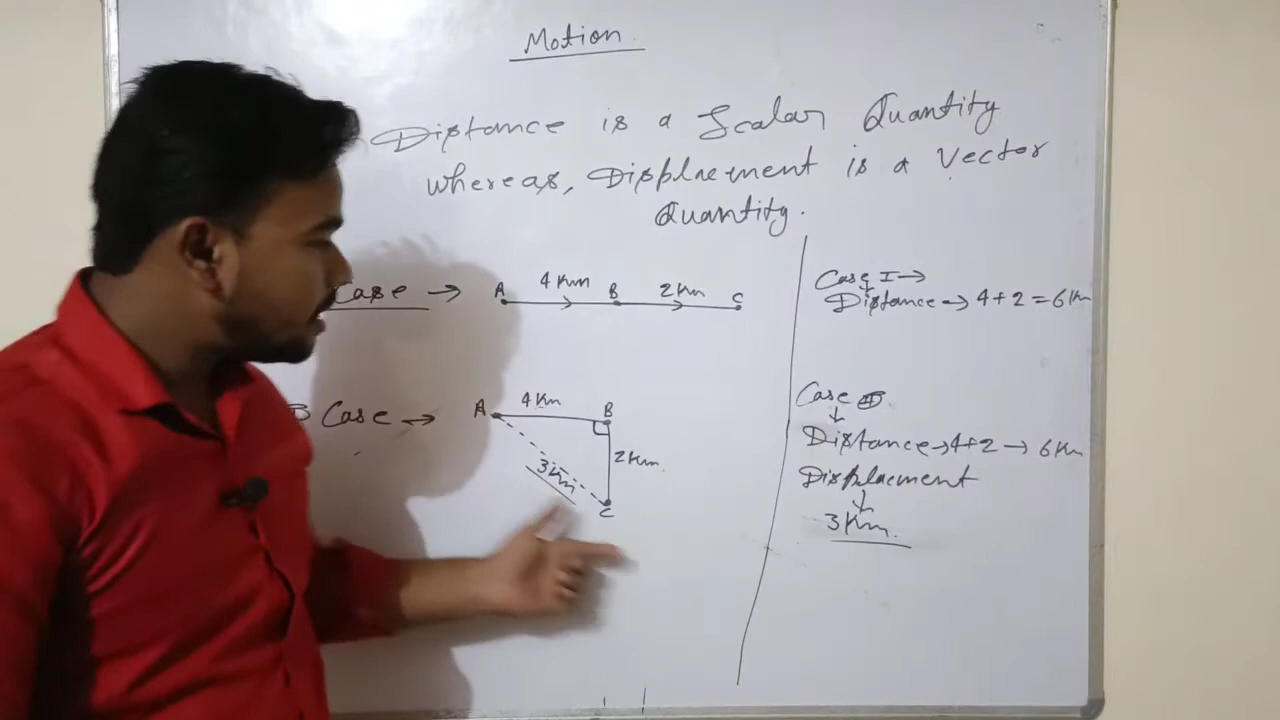 Motion.
Distance is a Scalar Quantity
whereas, Displacement is a Vector
Quantity.
Case → A 4 Km B 2 Km C
Case I →
Distance → 4 + 2 = 6 Km
B Case → A 4 Km B
2 Km.
3 Km
C
Case
Distance → 4+2 → 6 Km
Displacement
3 Km.